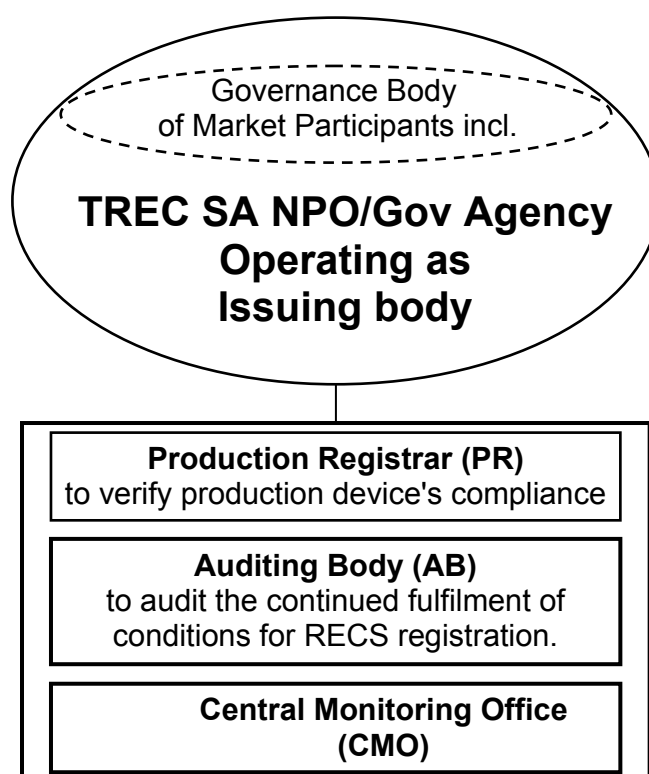 Governance Body
of Market Participants incl.
TREC SA NPO/Gov Agency
Operating as
Issuing body
Production Registrar (PR)
to verify production device's compliance
Auditing Body (AB)
to audit the continued fulfilment of
conditions for RECS registration.
Central Monitoring Office
(CMO)